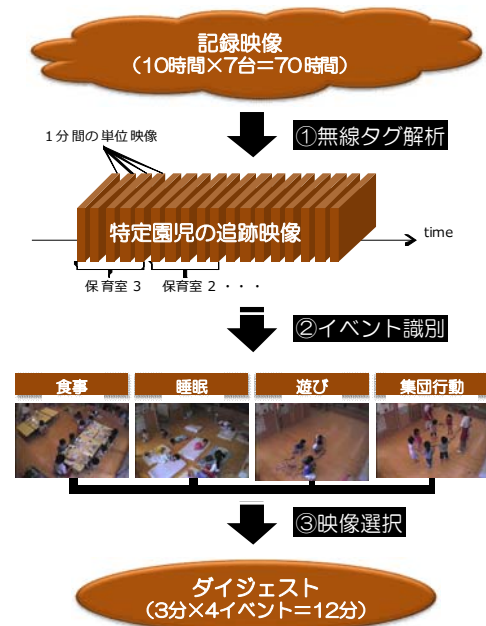 記録映像
（10時間×7台＝70時間）
①無線タグ解析
1分間の単位映像
特定園児の追跡映像
time
保育室3 保育室2 ・・・
②イベント識別
食事 睡眠 遊び 集団行動
③映像選択
ダイジェスト
（3分×4イベント＝12分）